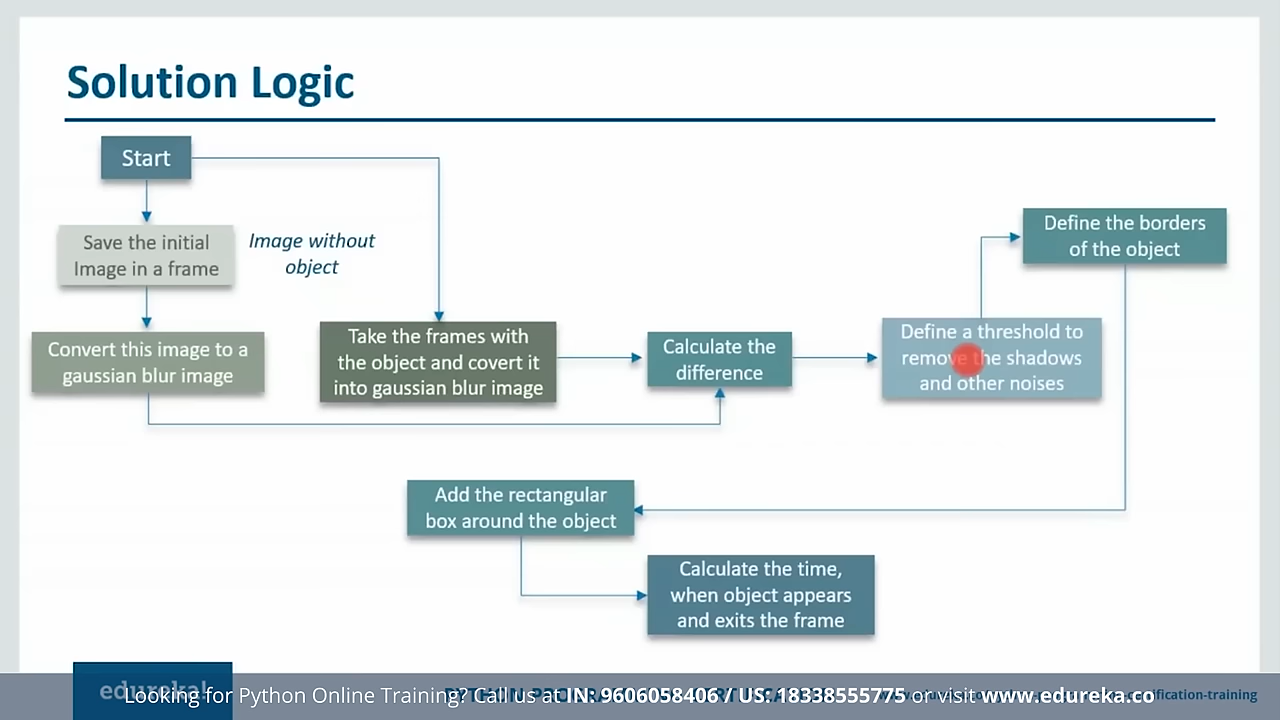 Solution Logic
Start
Save the initial
Image in a frame
Image without
object
Convert this image to a
gaussian blur image
Take the frames with
the object and covert it
into gaussian blur image
Calculate the
difference
Define a threshold to
remove the shadows
and other noises
Define the borders
of the object
Add the rectangular
box around the object
Calculate the time,
when object appears
and exits the frame
edureka!
Looking for Python Online Training? Call us at IN: 9606058406 / US: 18338555775 or visit www.edureka.co